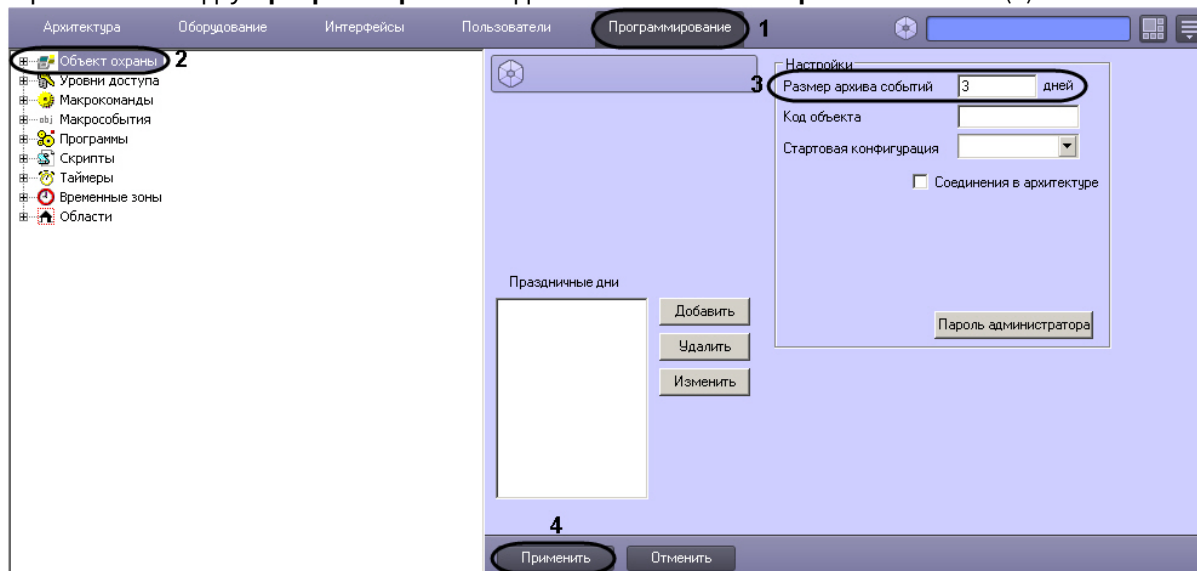 Архитектура Оборудование Интерфейсы Пользователи Программирование 1
Объект охраны 2
Уровни доступа
Макрокоманды
obj Макрособытия
Программы
Скрипты
Таймеры
Временные зоны
Области
Настройки
3 Размер архива событий 3 дней
Код объекта
Стартовая конфигурация
Соединения в архитектуре
Пароль администратора
Праздничные дни
Добавить
Удалить
Изменить
4
Применить Отменить